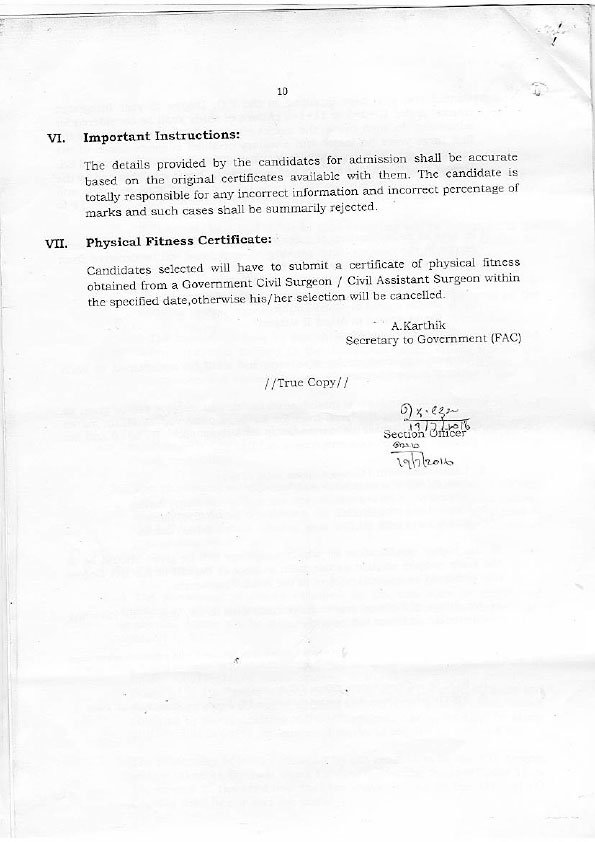 10
VI. Important Instructions:
The details provided by the candidates for admission shall be accurate
based on the original certificates available with them. The candidate is
totally responsible for any incorrect information and incorrect percentage of
marks and such cases shall be summarily rejected.
VII. Physical Fitness Certificate:
Candidates selected will have to submit a certificate of physical fitness
obtained from a Government Civil Surgeon / Civil Assistant Surgeon within
the specified date,otherwise his/her selection will be cancelled.
A.Karthik
Secretary to Government (FAC)
//True Copy//
19/7/2016
Section Officer
19/7/2016